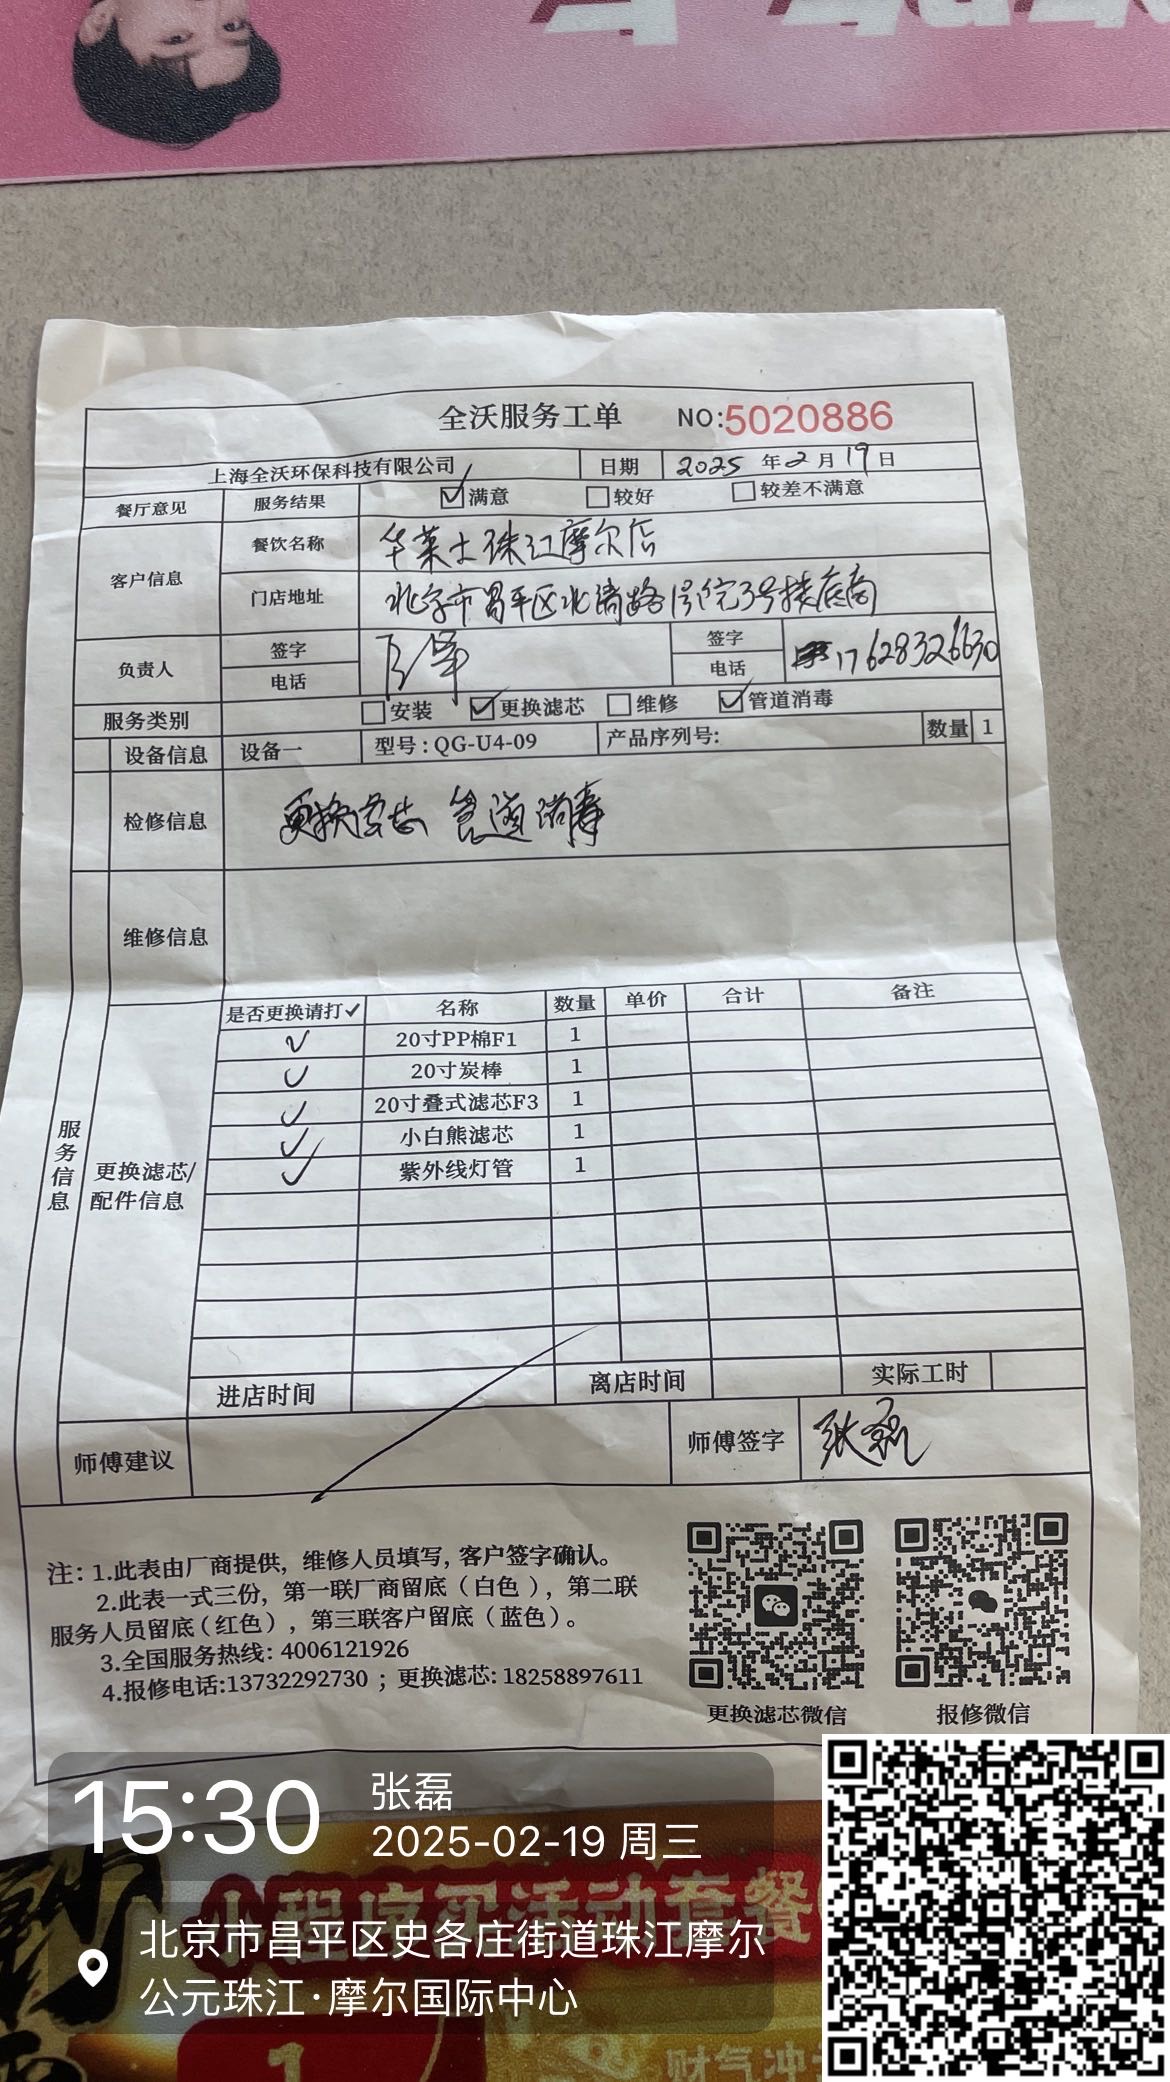 全沃服务工单 NO:5020886
上海全沃环保科技有限公司 日期 2025 年 2 月 19 日
餐厅意见 服务结果 满意 较好 较差不满意
客户信息 餐饮名称 华莱士珠江摩尔店
门店地址 北京市昌平区北清路1号院3号楼底商
负责人 签字 签字
电话 电话 17628326630
服务类别 安装 更换滤芯 维修 管道消毒
设备信息 设备一 型号:QG-U4-09 产品序列号: 数量 1
检修信息 更换滤芯 管道消毒
维修信息
服务信息
更换滤芯/配件信息
是否更换请打✓ 名称 数量 单价 合计 备注
✓ 20寸PP棉F1 1
✓ 20寸炭棒 1
✓ 20寸叠式滤芯F3 1
✓ 小白熊滤芯 1
✓ 紫外线灯管 1
进店时间 离店时间 实际工时
师傅建议 师傅签字 张磊
注: 1.此表由厂商提供, 维修人员填写, 客户签字确认。
2.此表一式三份, 第一联厂商留底(白色), 第二联
服务人员留底(红色), 第三联客户留底(蓝色)。
3.全国服务热线: 4006121926
4.报修电话:13732292730 ; 更换滤芯: 18258897611
更换滤芯微信 报修微信
15:30 张磊
2025-02-19 周三
北京市昌平区史各庄街道珠江摩尔
公元珠江·摩尔国际中心
小程序买活动套餐
1
财气冲